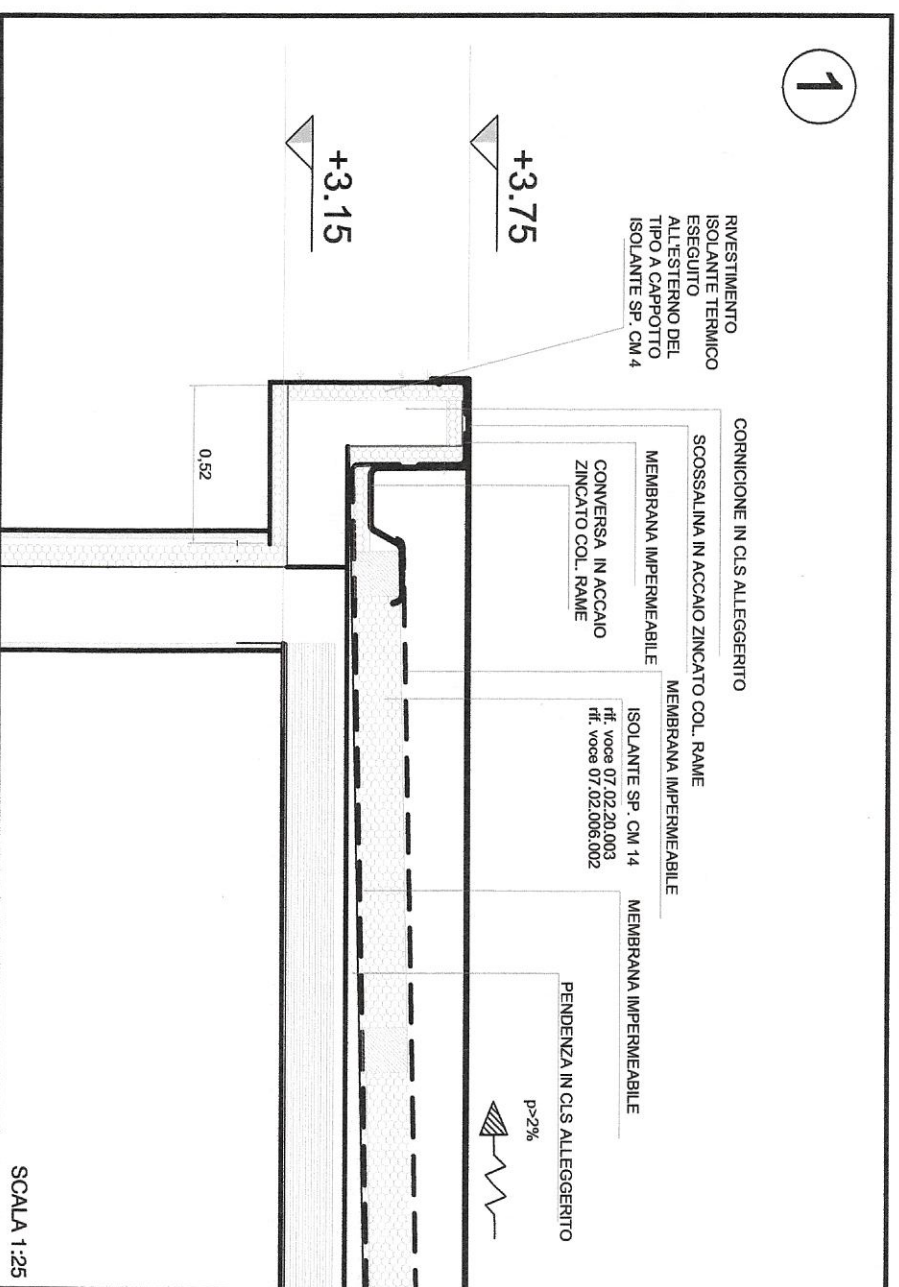 1
+3.75
+3.15
RIVESTIMENTO
ISOLANTE TERMICO
ESEGUITO
ALL'ESTERNO DEL
TIPO A CAPPOTTO
ISOLANTE SP. CM 4
CORNICIONE IN CLS ALLEGGERITO
SCOSSALINA IN ACCAIO ZINCATO COL. RAME
MEMBRANA IMPERMEABILE
CONVERSA IN ACCAIO
ZINCATO COL. RAME
MEMBRANA IMPERMEABILE
ISOLANTE SP. CM 14
rif. voce 07.02.20.003
rif. voce 07.02.006.002
MEMBRANA IMPERMEABILE
PENDENZA IN CLS ALLEGGERITO
p>2%
0,52
SCALA 1:25